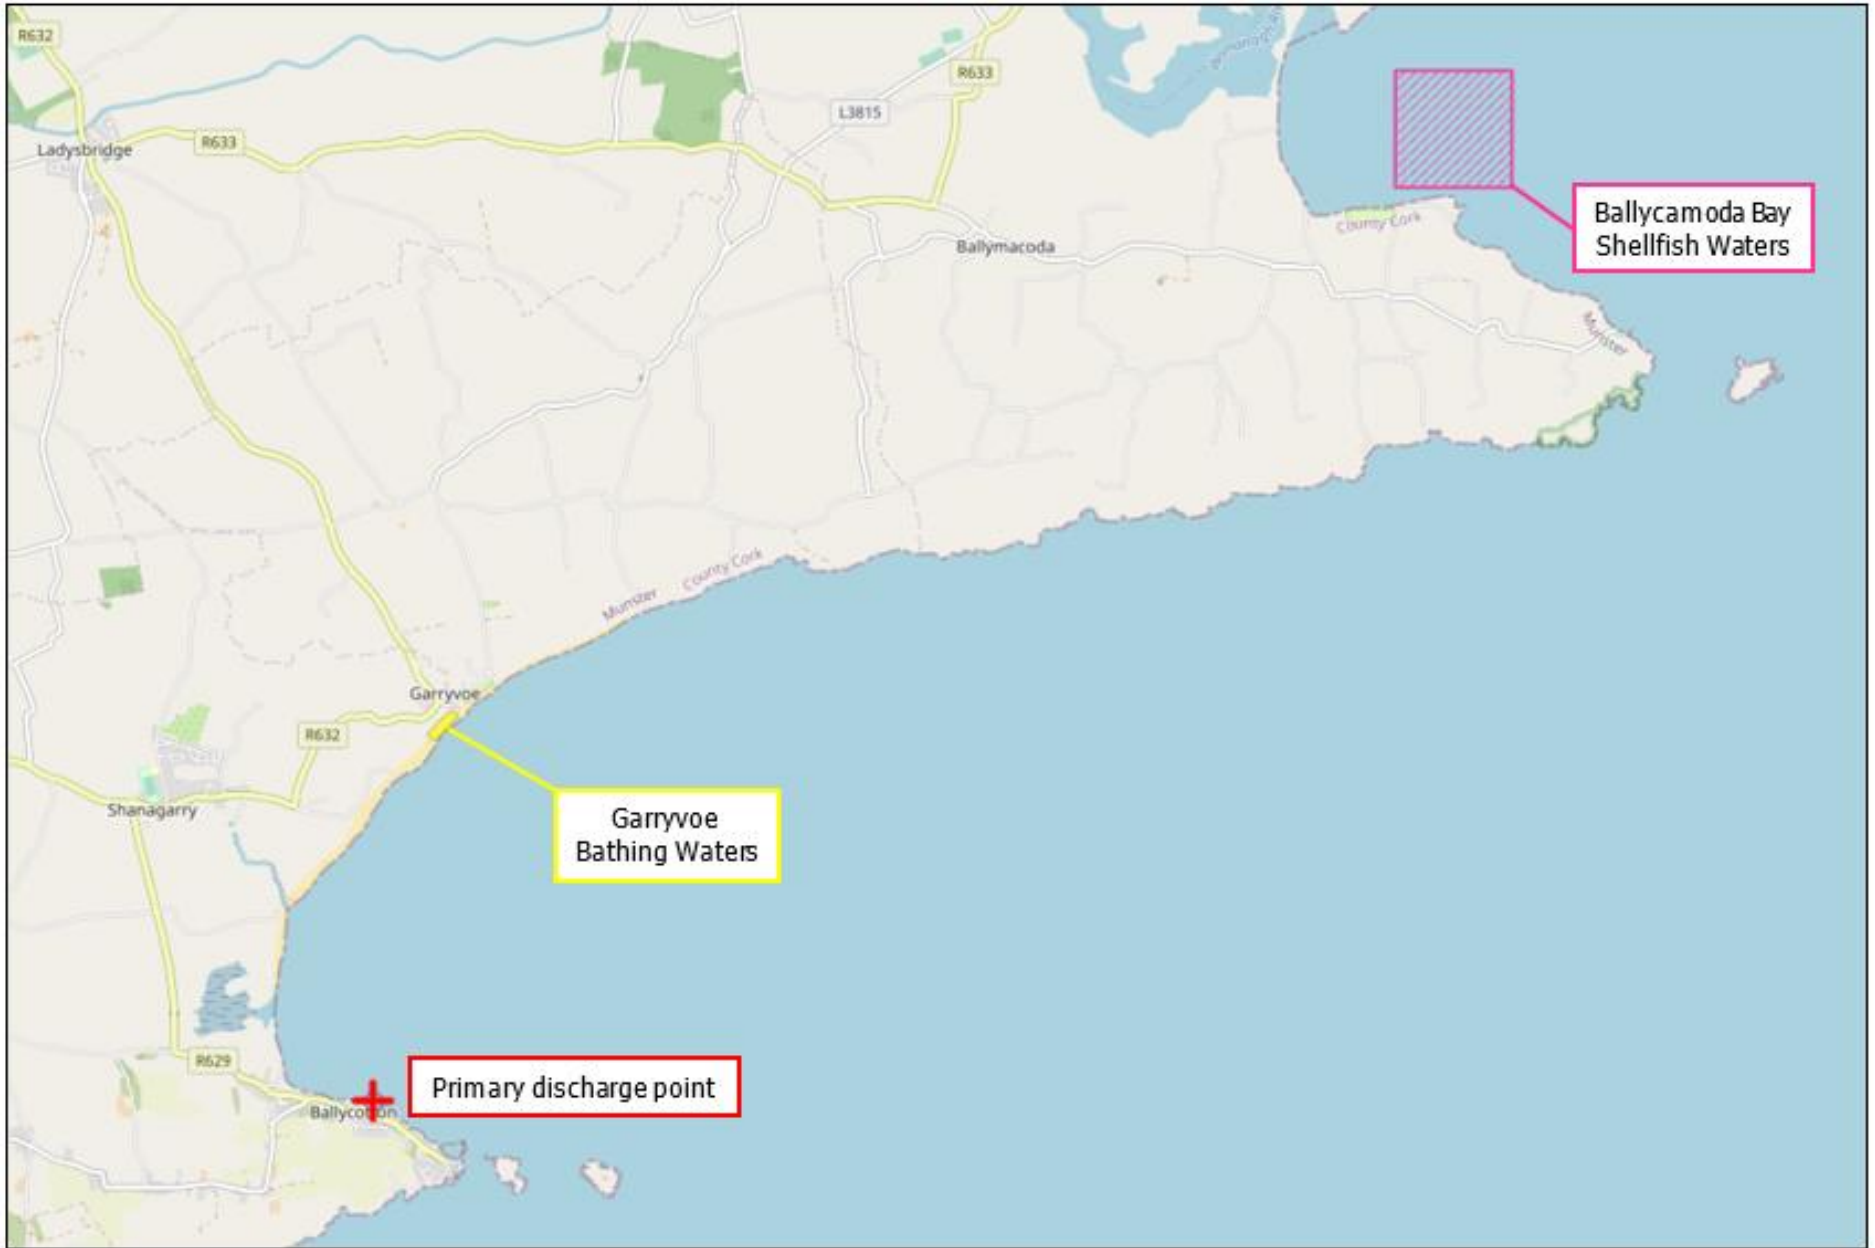 R632
R633
L3815
Ladysbridge
R633
Ballycamoda Bay
Shellfish Waters
County Cork
Ballymacoda
Munster
County Cork
Munster
Garryvoe
R632
Garryvoe
Bathing Waters
Shanagarry
R629
Primary discharge point
Ballycotton